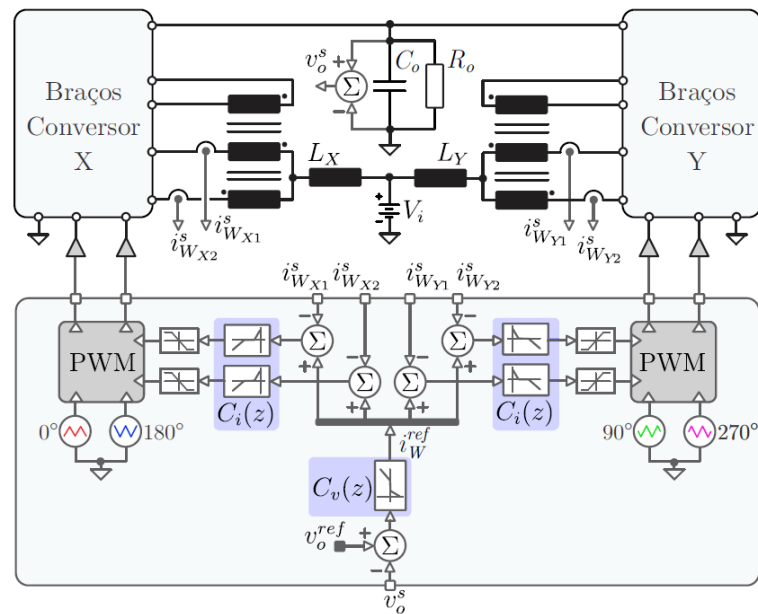 Braços
Conversor
X
v_o^s
+
Σ
−
C_o
R_o
Braços
Conversor
Y
L_X
L_Y
+
V_i
i^s_{W_{X2}}
i^s_{W_{X1}}
i^s_{W_{Y1}}
i^s_{W_{Y2}}
i^s_{W_{X1}}
i^s_{W_{X2}}
i^s_{W_{Y1}}
i^s_{W_{Y2}}
−
−
−
−
PWM
Σ
Σ
Σ
Σ
PWM
+
+
+
+
C_i(z)
C_i(z)
0°
180°
i_W^{ref}
90°
270°
C_v(z)
v_o^{ref}
+
Σ
−
v_o^s